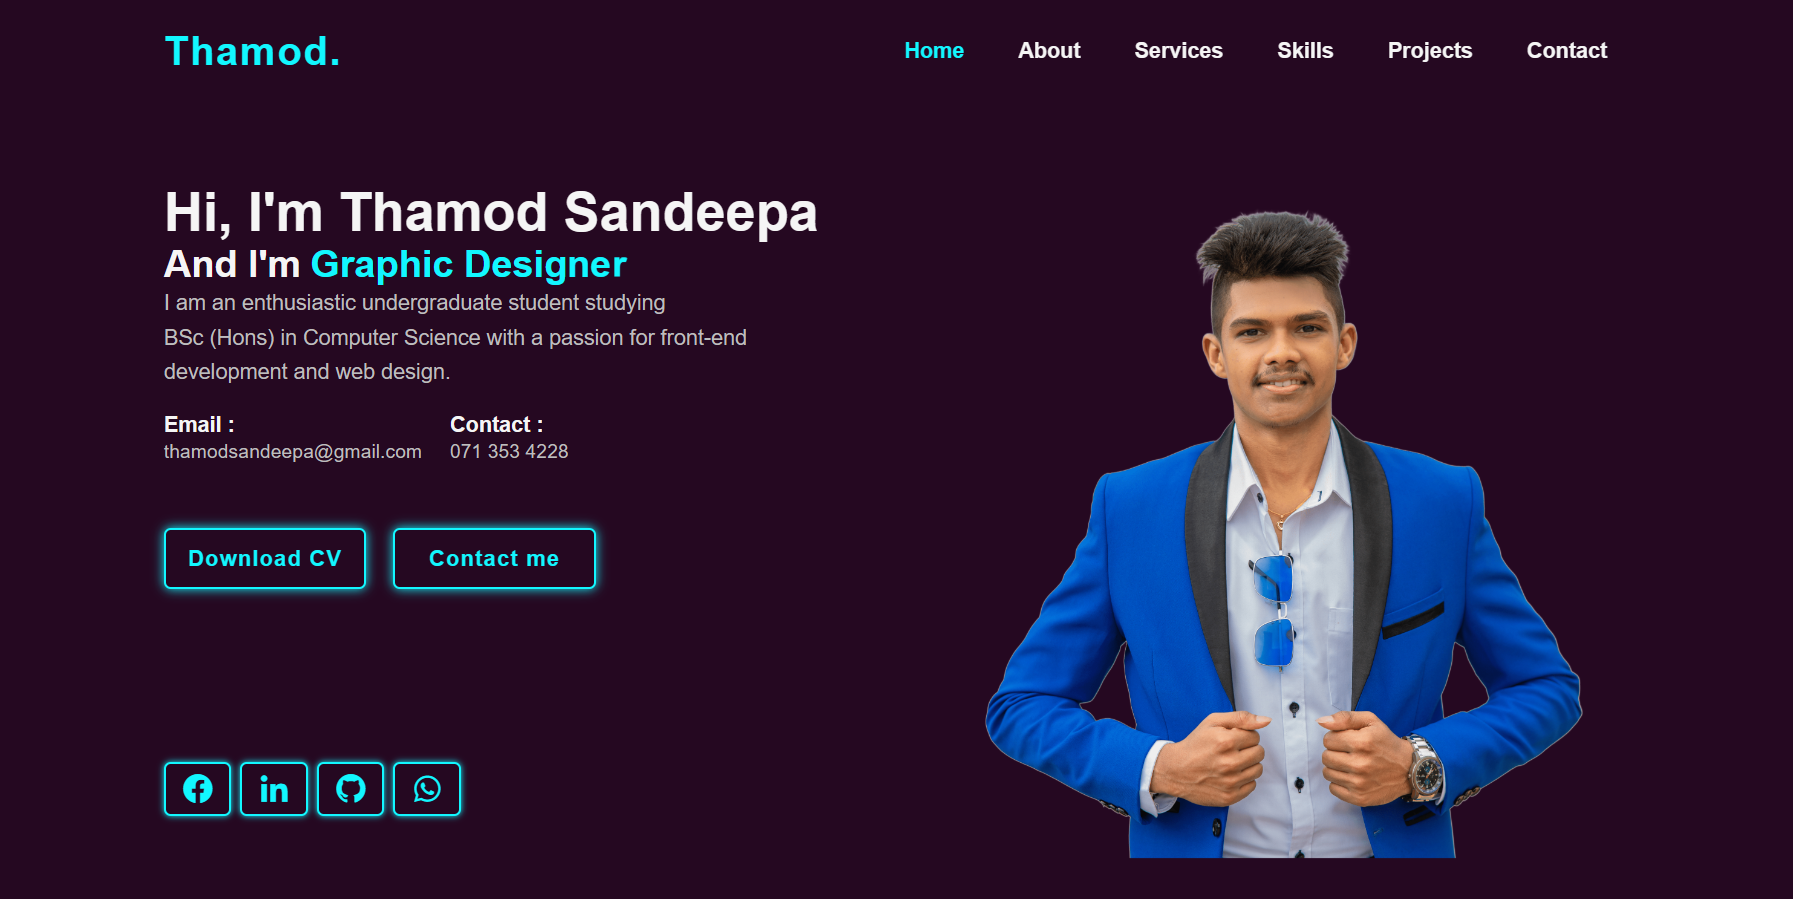 Thamod.
Home About Services Skills Projects Contact
Hi, I'm Thamod Sandeepa
And I'm Graphic Designer
I am an enthusiastic undergraduate student studying
BSc (Hons) in Computer Science with a passion for front-end
development and web design.
Email :
thamodsandeepa@gmail.com
Contact :
071 353 4228
Download CV
Contact me